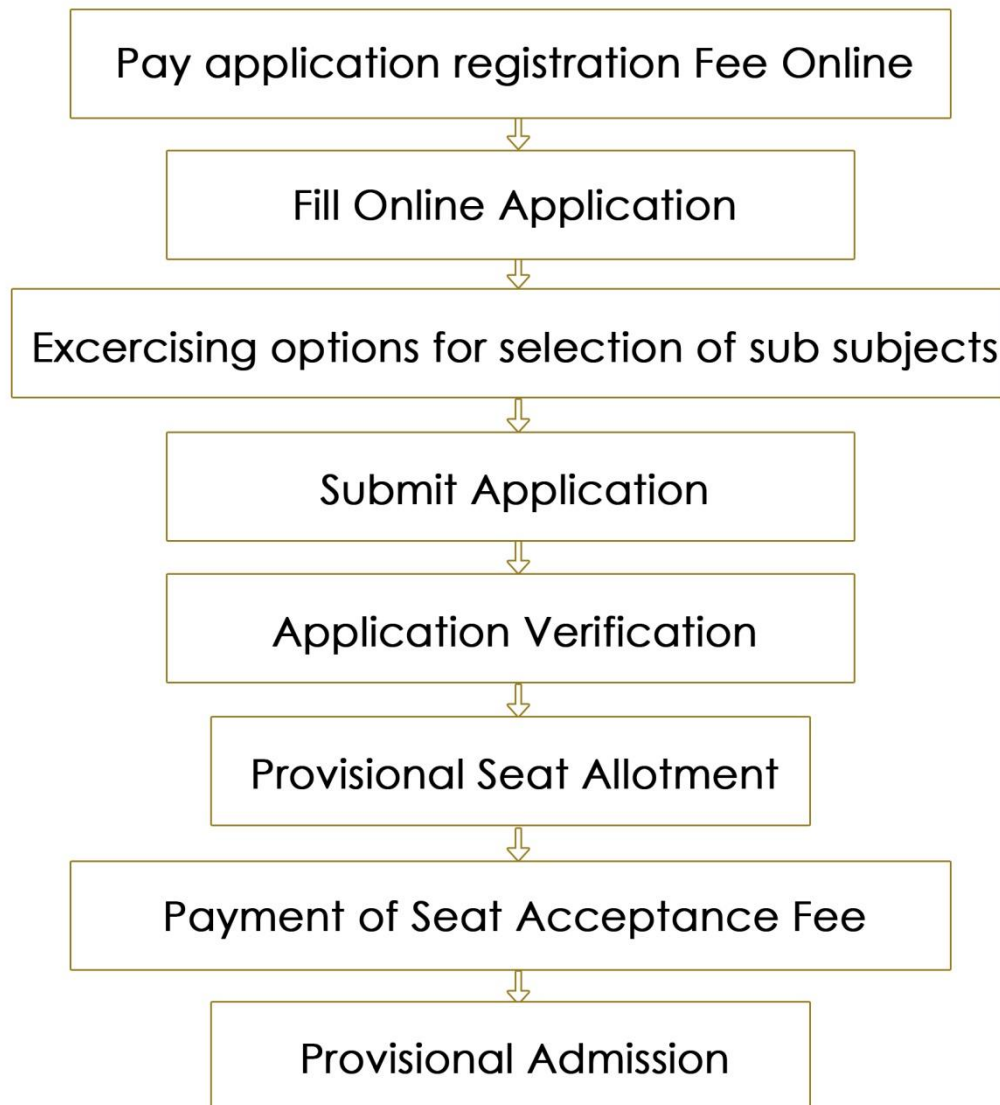 Pay application registration Fee Online
Fill Online Application
Excercising options for selection of sub subjects
Submit Application
Application Verification
Provisional Seat Allotment
Payment of Seat Acceptance Fee
Provisional Admission